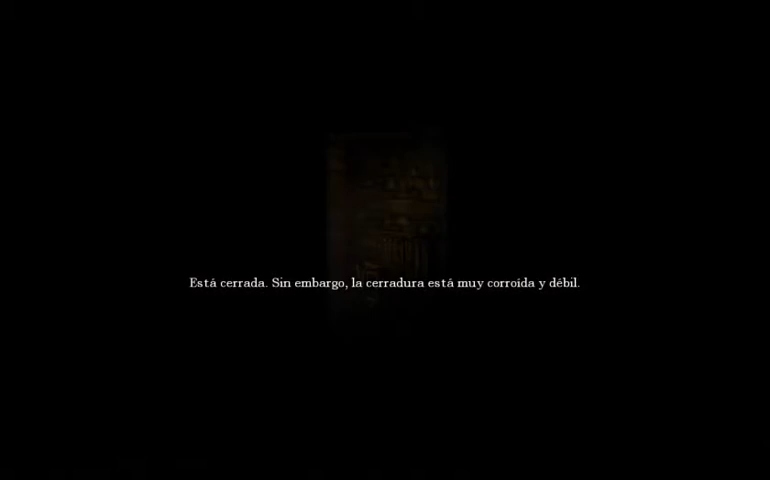 Está cerrada. Sin embargo, la cerradura está muy corroída y débil.